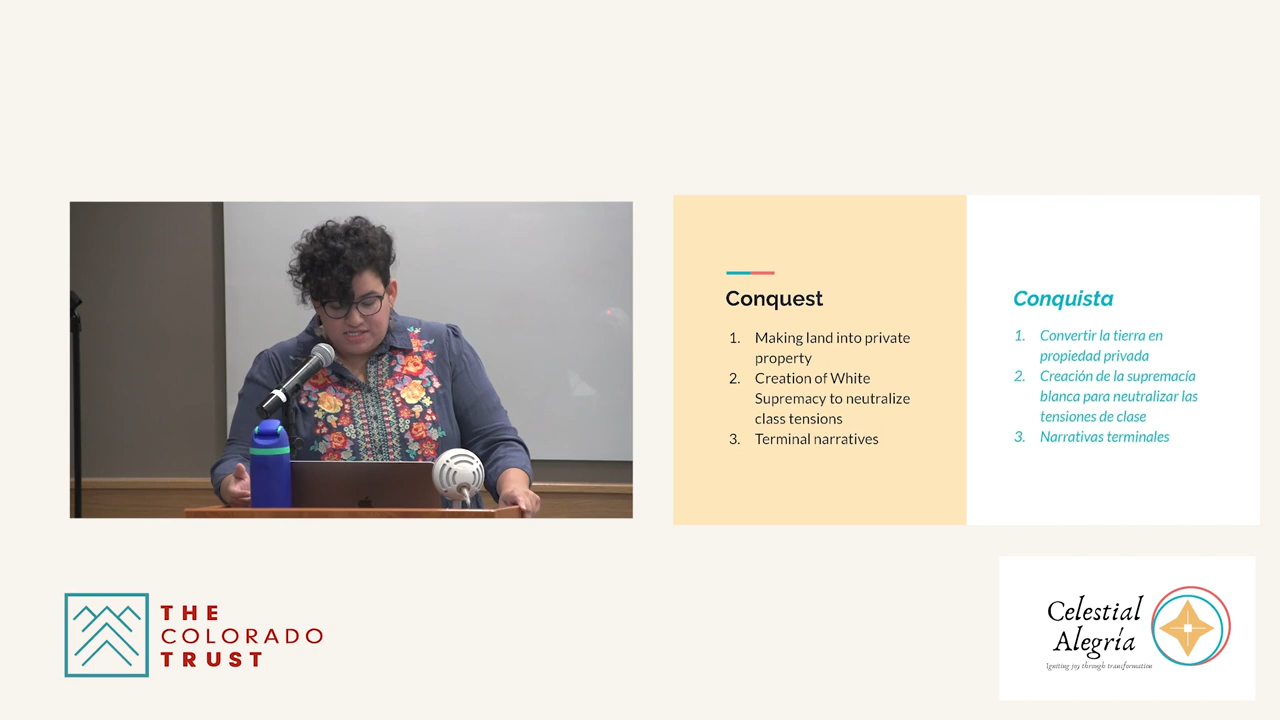 Conquest
1. Making land into private
property
2. Creation of White
Supremacy to neutralize
class tensions
3. Terminal narratives
Conquista
1. Convertir la tierra en
propiedad privada
2. Creación de la supremacía
blanca para neutralizar las
tensiones de clase
3. Narrativas terminales
THE
COLORADO
TRUST
Celestial
Alegría
Igniting joy through transformation